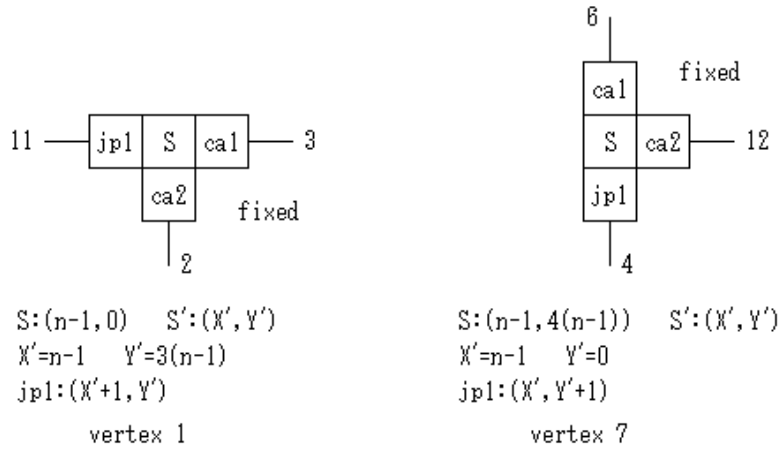 11 jp1 S ca1 3
ca2
fixed
2
S:(n-1,0) S':(X',Y')
X'=n-1 Y'=3(n-1)
jp1:(X'+1,Y')
vertex 1
6
fixed
ca1
S ca2 12
jp1
4
S:(n-1,4(n-1)) S':(X',Y')
X'=n-1 Y'=0
jp1:(X',Y'+1)
vertex 7